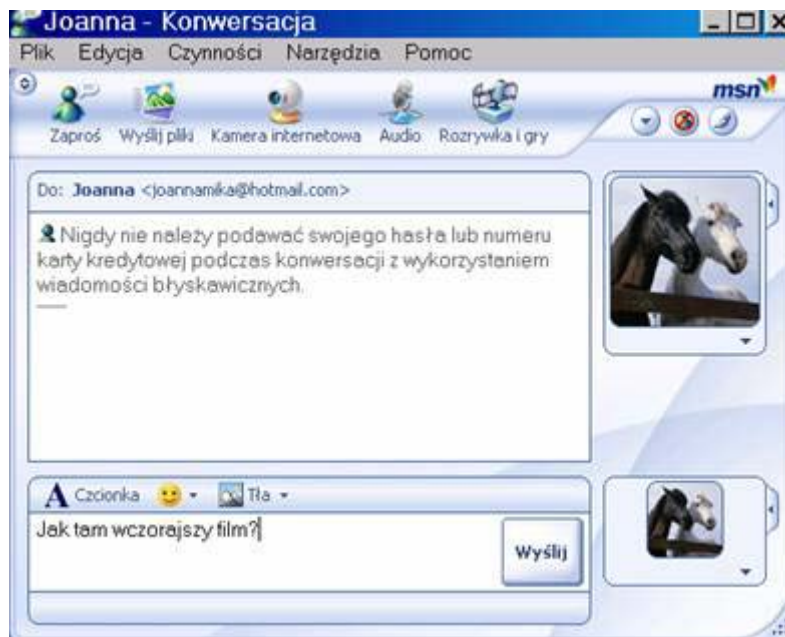 Joanna - Konwersacja
Plik Edycja Czynności Narzędzia Pomoc
msn
Zaproś Wyślij pliki Kamera internetowa Audio Rozrywka i gry
Do: Joanna <joannamika@hotmail.com>
Nigdy nie należy podawać swojego hasła lub numeru
karty kredytowej podczas konwersacji z wykorzystaniem
wiadomości błyskawicznych.
A Czcionka Tła
Jak tam wczorajszy film?
Wyślij